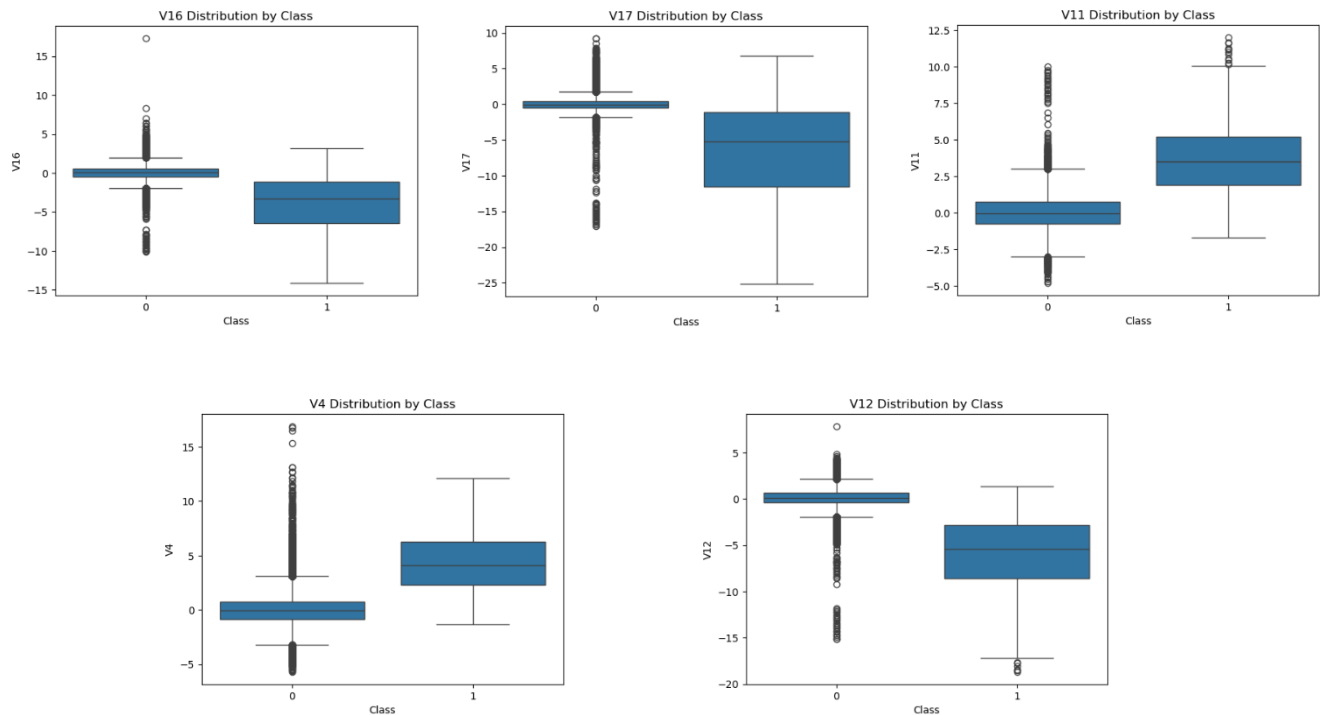 V16 Distribution by Class
15
10
5
0
−5
−10
−15
V16
0
1
Class
V17 Distribution by Class
10
5
0
−5
−10
−15
−20
−25
V17
0
1
Class
V11 Distribution by Class
12.5
10.0
7.5
5.0
2.5
0.0
−2.5
−5.0
V11
0
1
Class
V4 Distribution by Class
15
10
5
0
−5
V4
0
1
Class
V12 Distribution by Class
5
0
−5
−10
−15
−20
V12
0
1
Class